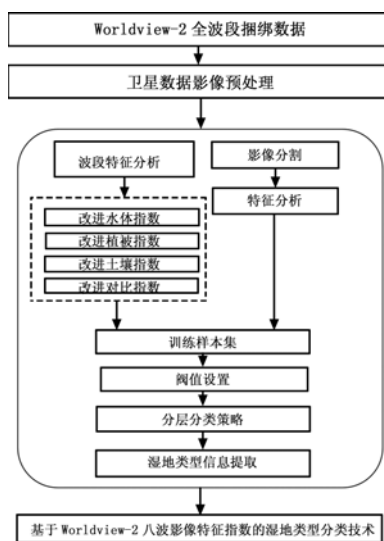 Worldview-2 全波段捆绑数据
卫星数据影像预处理
波段特征分析
影像分割
特征分析
改进水体指数
改进植被指数
改进土壤指数
改进对比指数
训练样本集
阀值设置
分层分类策略
湿地类型信息提取
基于 Worldview-2 八波影像特征指数的湿地类型分类技术